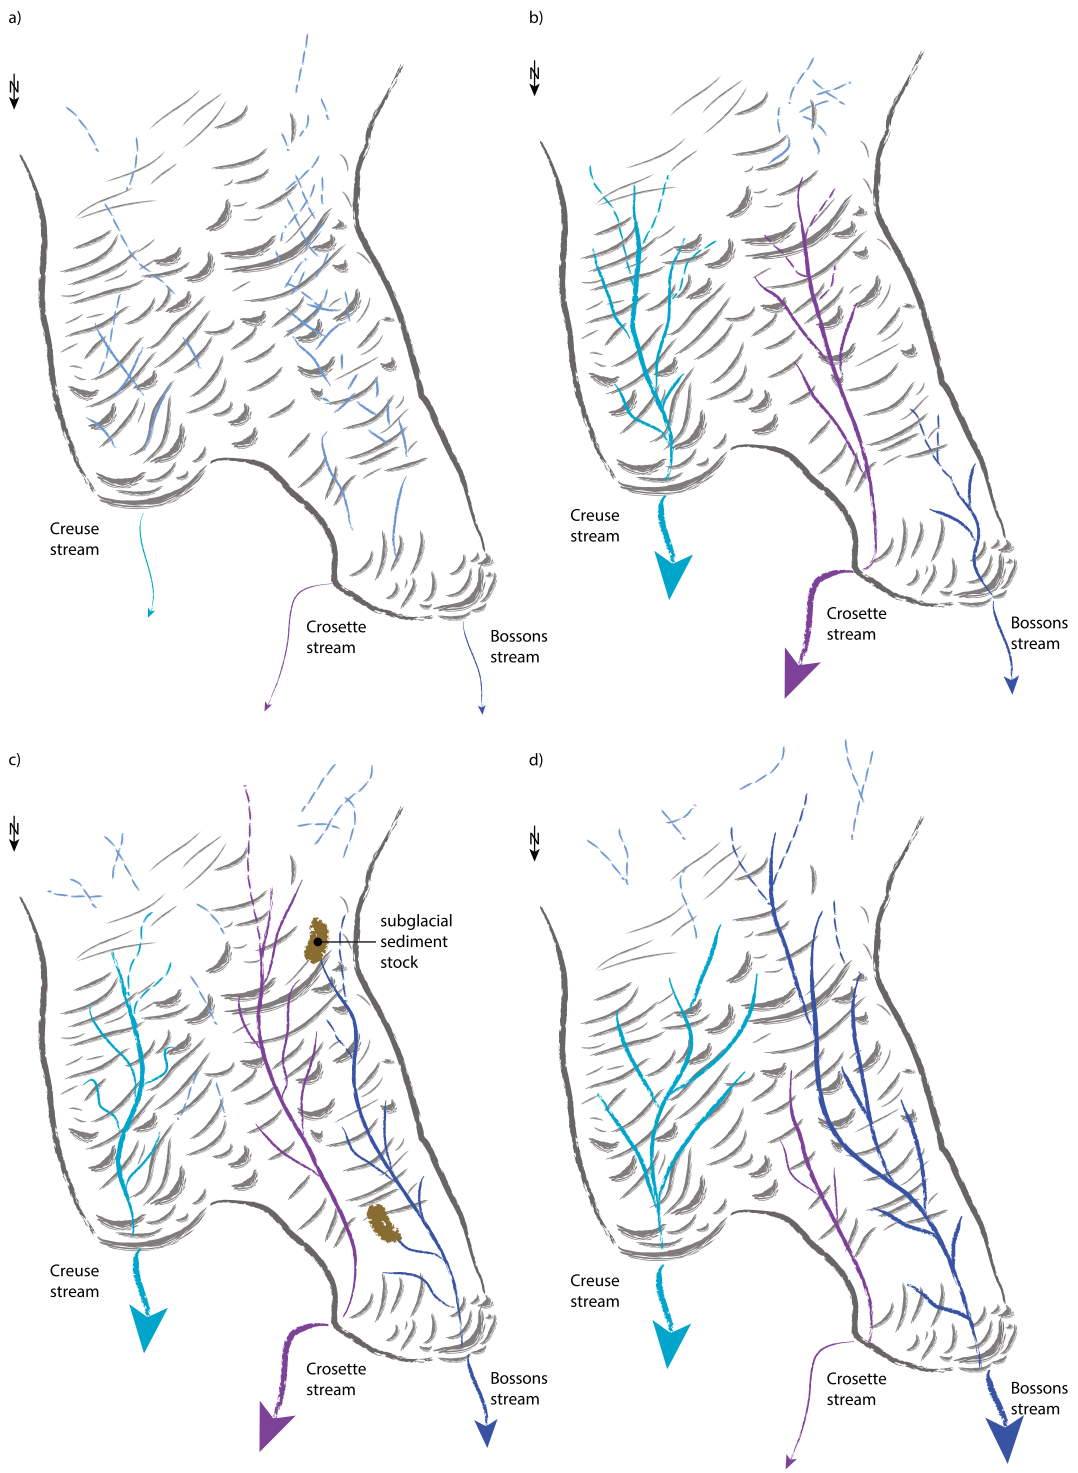 a)
N
Creuse
stream
Crosette
stream
Bossons
stream
b)
N
Creuse
stream
Crosette
stream
Bossons
stream
c)
N
subglacial
sediment
stock
Creuse
stream
Crosette
stream
Bossons
stream
d)
N
Creuse
stream
Crosette
stream
Bossons
stream